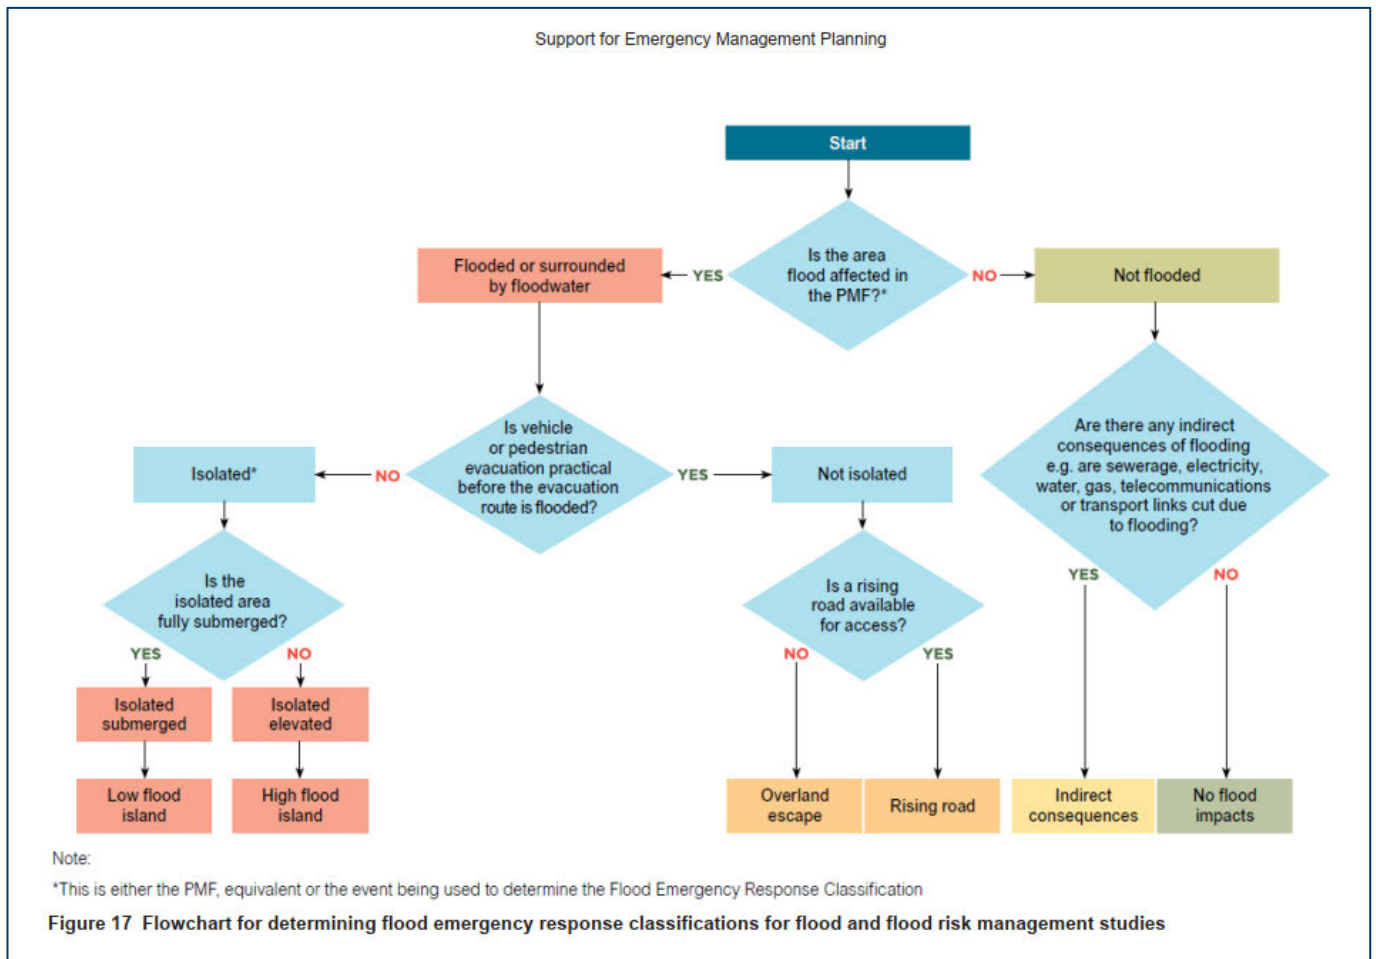 Support for Emergency Management Planning
Start
Is the area
flood affected in
the PMF?*
YES
NO
Flooded or surrounded
by floodwater
Not flooded
Is vehicle
or pedestrian
evacuation practical
before the evacuation
route is flooded?
NO
YES
Isolated*
Not isolated
Are there any indirect
consequences of flooding
e.g. are sewerage, electricity,
water, gas, telecommunications
or transport links cut due
to flooding?
YES
NO
Is the
isolated area
fully submerged?
YES
NO
Is a rising
road available
for access?
NO
YES
Isolated
submerged
Isolated
elevated
Low flood
island
High flood
island
Overland
escape
Rising road
Indirect
consequences
No flood
impacts
Note:
*This is either the PMF, equivalent or the event being used to determine the Flood Emergency Response Classification
Figure 17 Flowchart for determining flood emergency response classifications for flood and flood risk management studies